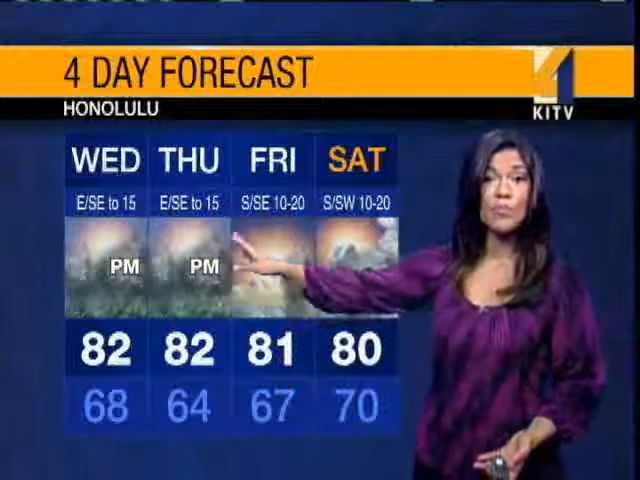 4 DAY FORECAST
HONOLULU
4
KITV
WED THU FRI SAT
E/SE to 15 E/SE to 15 S/SE 10-20 S/SW 10-20
PM PM
82 82 81 80
68 64 67 70